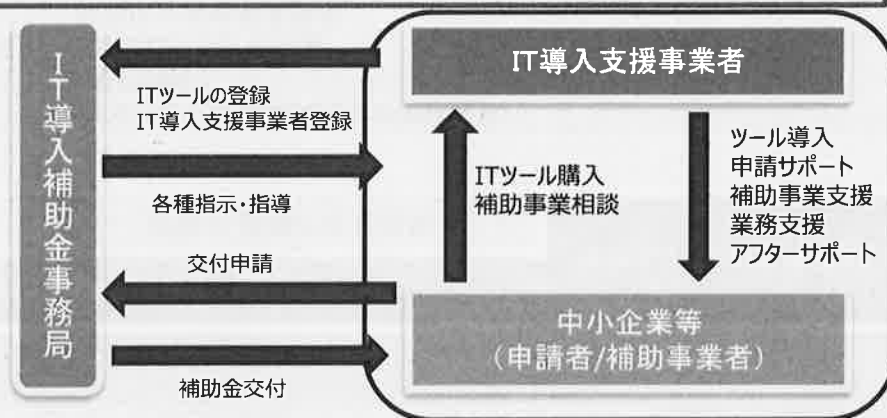 IT導入補助金事務局
IT導入支援事業者
ITツールの登録
IT導入支援事業者登録
各種指示・指導
交付申請
補助金交付
ITツール購入
補助事業相談
ツール導入
申請サポート
補助事業支援
業務支援
アフターサポート
中小企業等
（申請者/補助事業者）